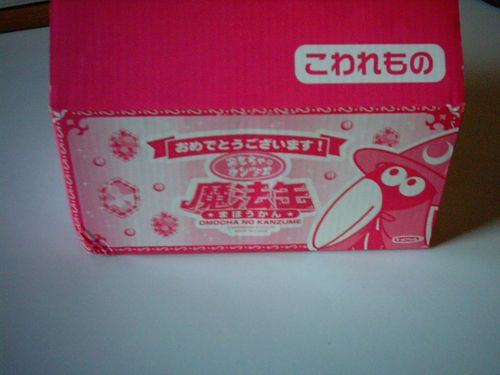 こわれもの
おめでとうございます！
おもちゃの
カンヅメ
魔法缶
★まほうかん★
OMOCHA NO KANZUME